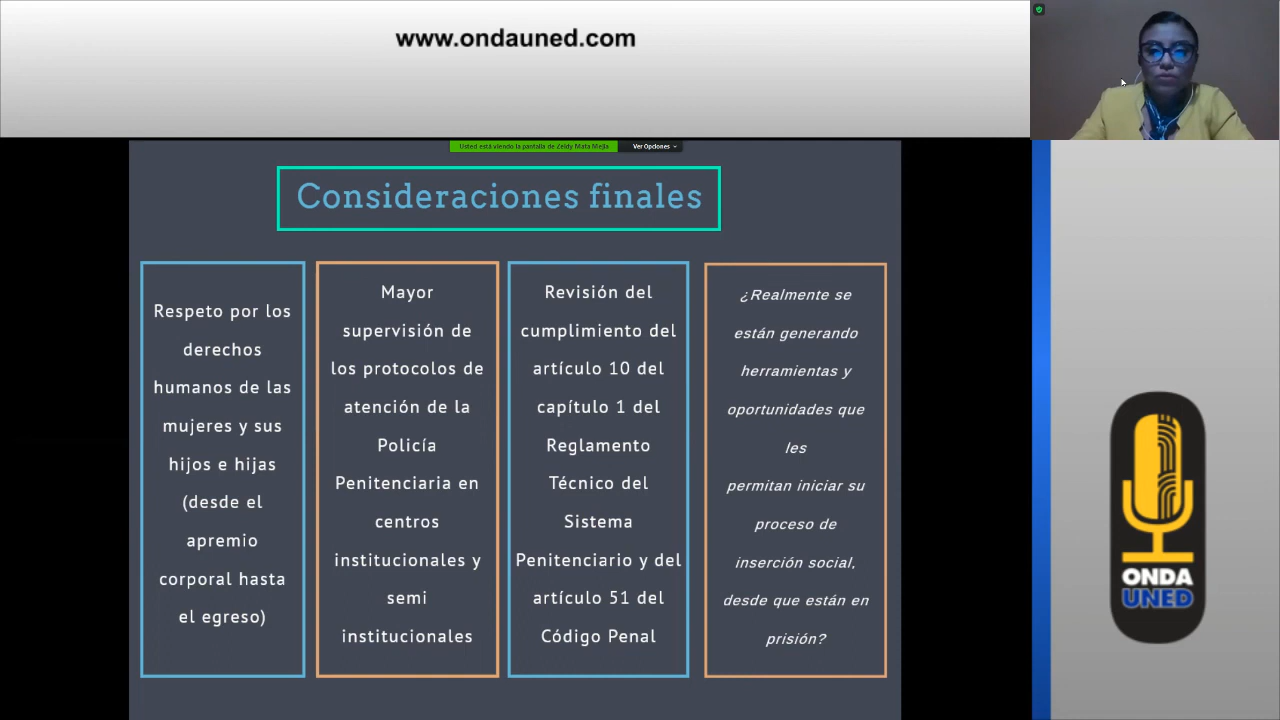 www.ondauned.com
Usted está viendo la pantalla de Zeidy Mata Mejía
Ver Opciones
Consideraciones finales
Respeto por los
derechos
humanos de las
mujeres y sus
hijos e hijas
(desde el
apremio
corporal hasta
el egreso)
Mayor
supervisión de
los protocolos de
atención de la
Policía
Penitenciaria en
centros
institucionales y
semi
institucionales
Revisión del
cumplimiento del
artículo 10 del
capítulo 1 del
Reglamento
Técnico del
Sistema
Penitenciario y del
artículo 51 del
Código Penal
¿Realmente se
están generando
herramientas y
oportunidades que
les
permitan iniciar su
proceso de
inserción social,
desde que están en
prisión?
ONDA
UNED